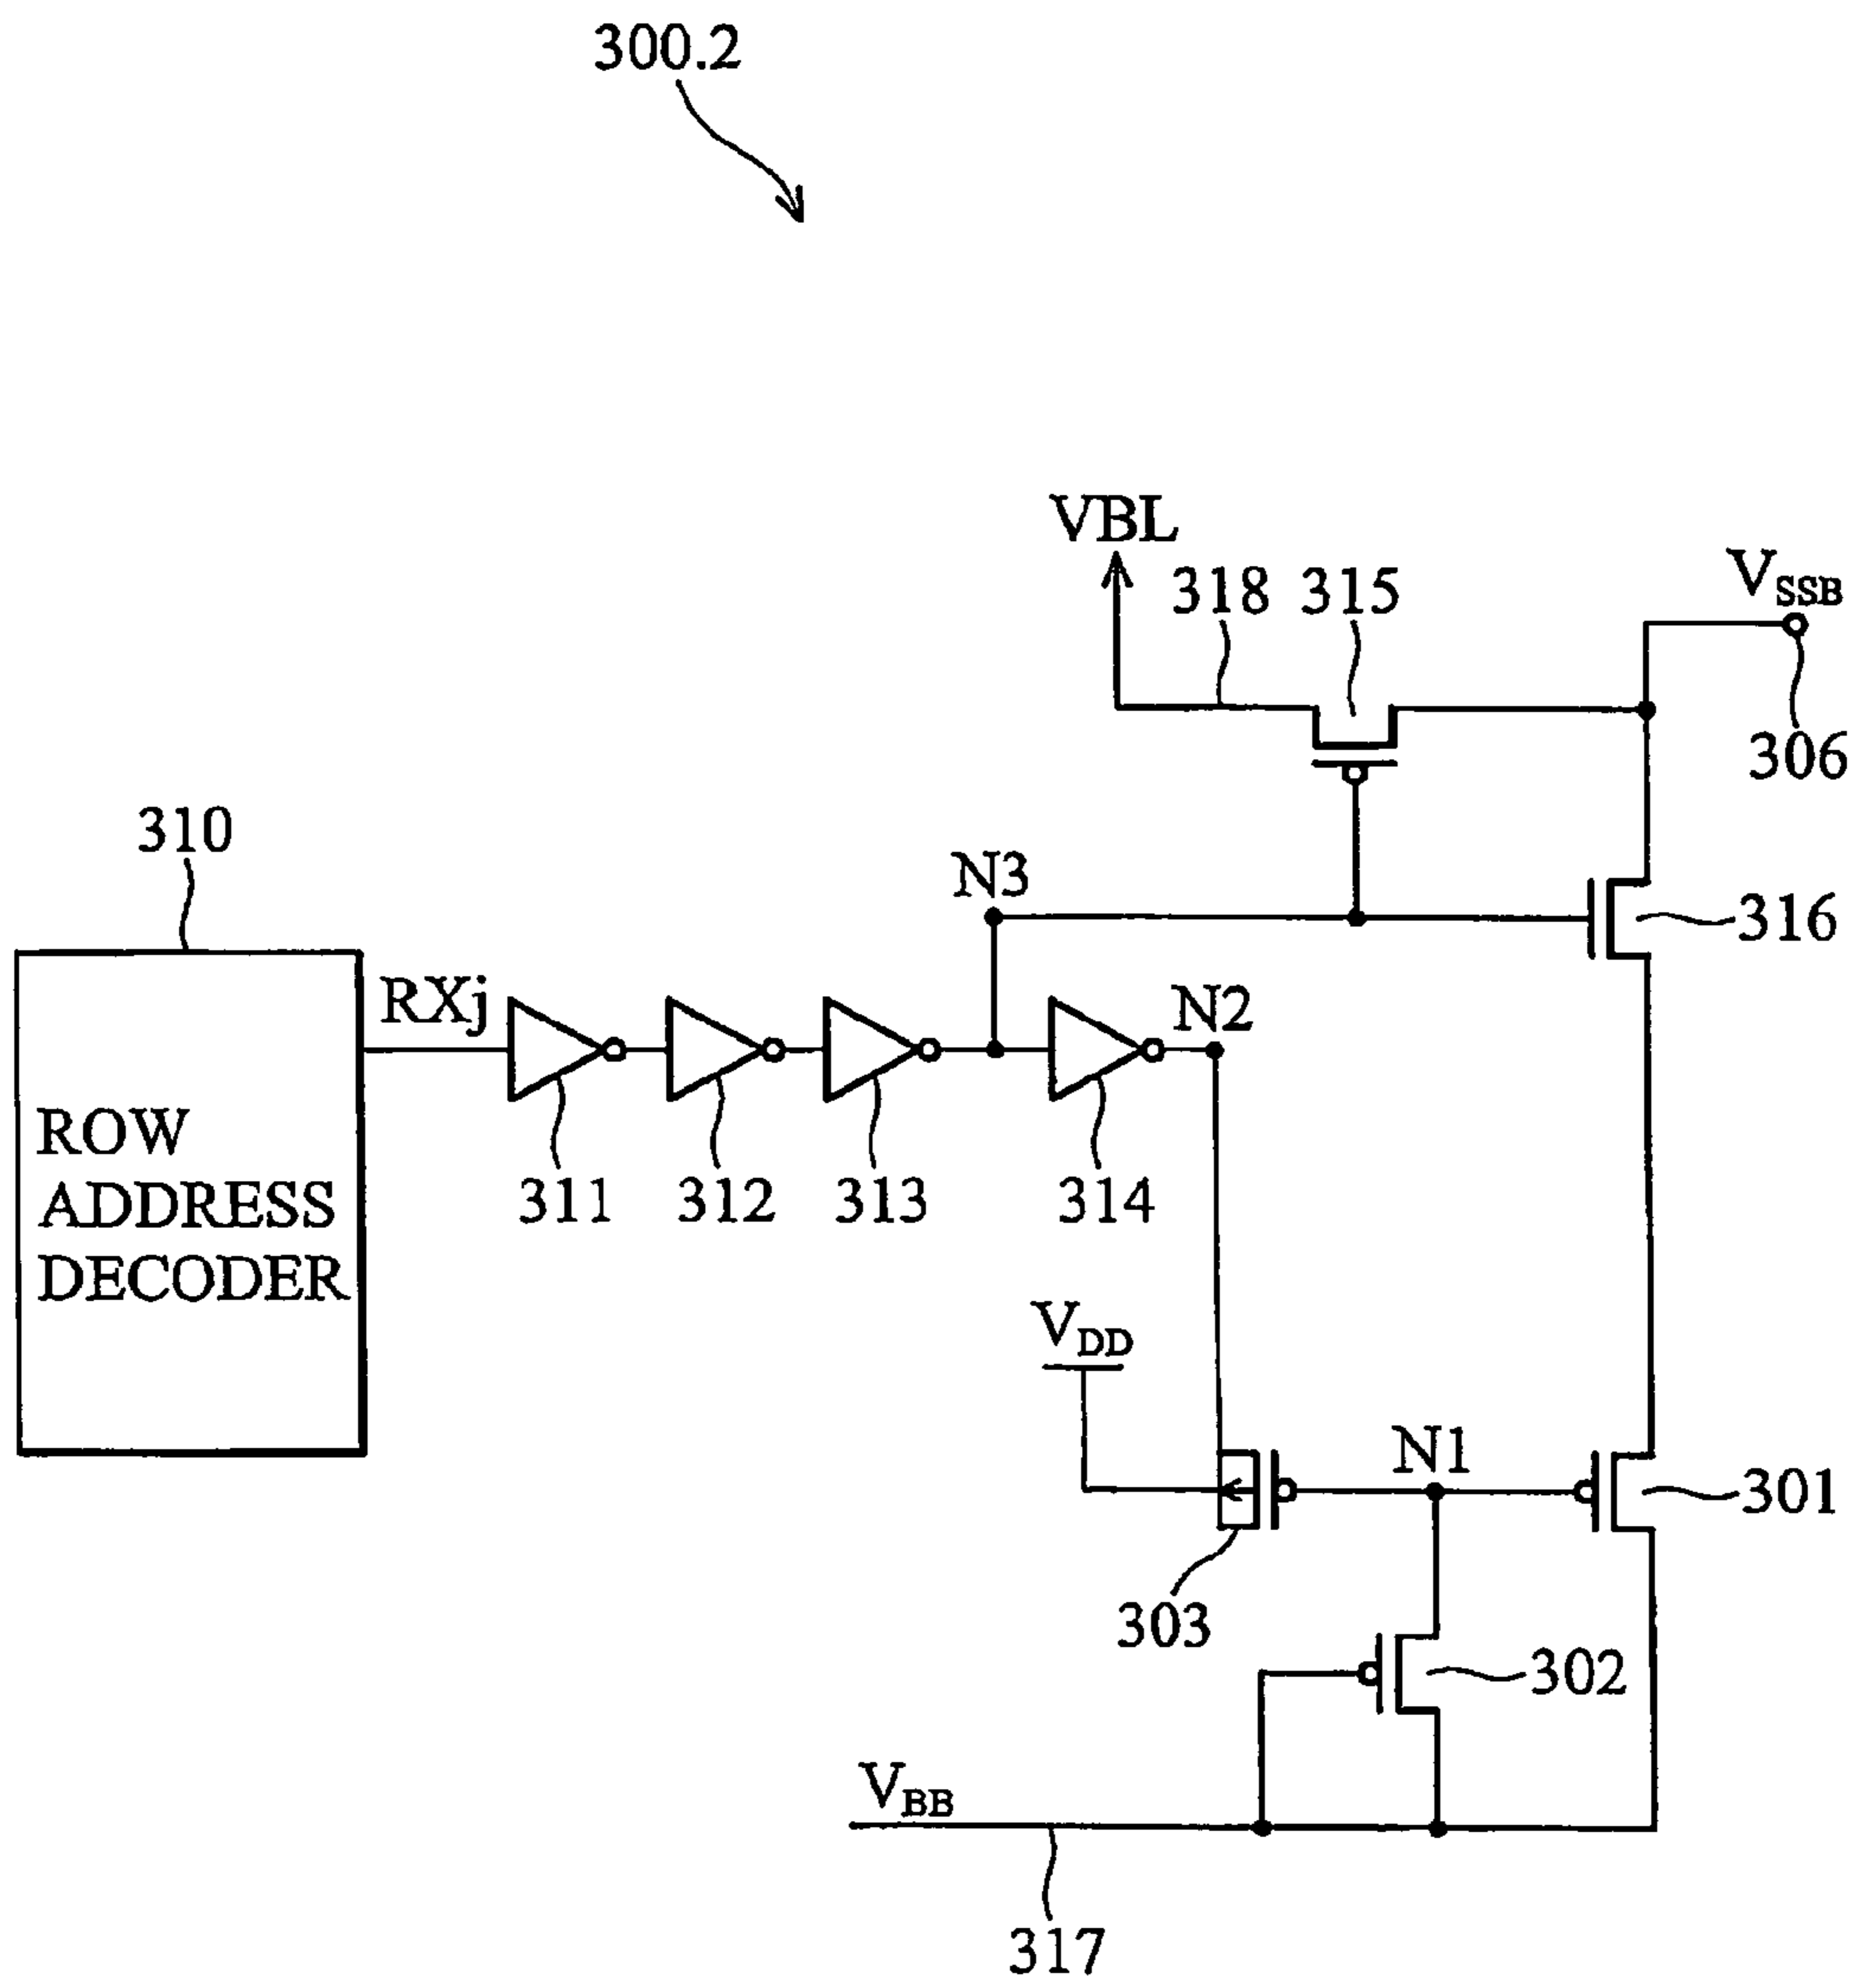 300.2
VBL
318
315
VSSB
306
310
N3
316
RXj
N2
ROW
ADDRESS
DECODER
311
312
313
314
VDD
N1
301
303
302
VBB
317